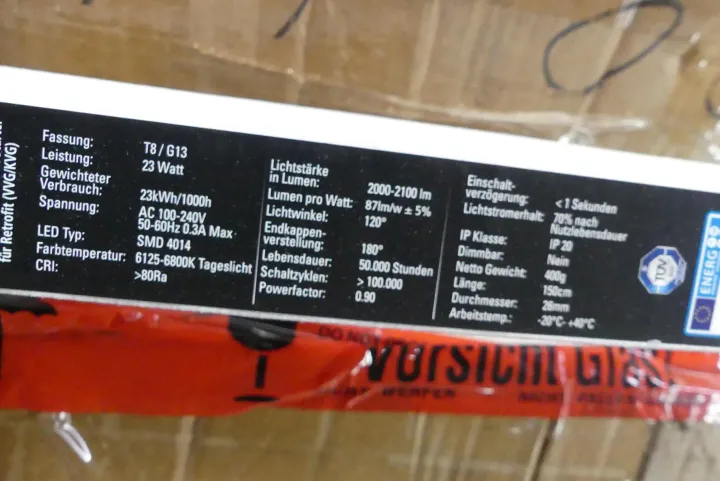 für Retrofit (VVG/KVG)
Fassung: T8 / G13
Leistung: 23 Watt
Gewichteter
Verbrauch: 23kWh/1000h
Spannung: AC 100-240V
50-60Hz 0.3A Max
LED Typ: SMD 4014
Farbtemperatur: 6125-6800K Tageslicht
CRI: >80Ra
Lichtstärke
in Lumen: 2000-2100 lm
Lumen pro Watt: 87lm/w ± 5%
Lichtwinkel: 120°
Endkappen-
verstellung: 180°
Lebensdauer: 50.000 Stunden
Schaltzyklen: > 100.000
Powerfactor: 0.90
Einschalt-
verzögerung: < 1 Sekunden
Lichtstromerhalt: 70% nach
Nutzlebensdauer
IP Klasse: IP 20
Dimmbar: Nein
Netto Gewicht: 400g
Länge: 150cm
Durchmesser: 26mm
Arbeitstemp.: -20°C- +40°C
TÜV
ENERG
DO NO
Vorsicht Glas!
WERFEN
NICHT